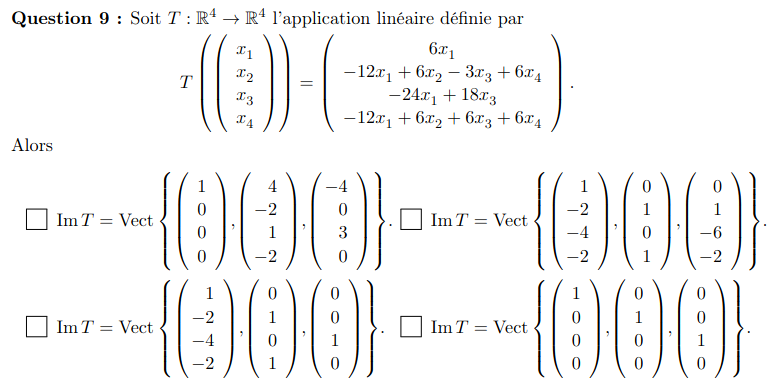 Question 9 : Soit $T : \mathbb{R}^4 \to \mathbb{R}^4$ l'application linéaire définie par
$T\left(\begin{pmatrix} x_1 \\ x_2 \\ x_3 \\ x_4 \end{pmatrix}\right) = \begin{pmatrix} 6x_1 \\ -12x_1 + 6x_2 - 3x_3 + 6x_4 \\ -24x_1 + 18x_3 \\ -12x_1 + 6x_2 + 6x_3 + 6x_4 \end{pmatrix}.$
Alors
☐ $\operatorname{Im} T = \operatorname{Vect}\left\{\begin{pmatrix} 1 \\ 0 \\ 0 \\ 0 \end{pmatrix}, \begin{pmatrix} 4 \\ -2 \\ 1 \\ -2 \end{pmatrix}, \begin{pmatrix} -4 \\ 0 \\ 3 \\ 0 \end{pmatrix}\right\}.$ ☐ $\operatorname{Im} T = \operatorname{Vect}\left\{\begin{pmatrix} 1 \\ -2 \\ -4 \\ -2 \end{pmatrix}, \begin{pmatrix} 0 \\ 1 \\ 0 \\ 1 \end{pmatrix}, \begin{pmatrix} 0 \\ 1 \\ -6 \\ -2 \end{pmatrix}\right\}.$
☐ $\operatorname{Im} T = \operatorname{Vect}\left\{\begin{pmatrix} 1 \\ -2 \\ -4 \\ -2 \end{pmatrix}, \begin{pmatrix} 0 \\ 1 \\ 0 \\ 1 \end{pmatrix}, \begin{pmatrix} 0 \\ 0 \\ 1 \\ 0 \end{pmatrix}\right\}.$ ☐ $\operatorname{Im} T = \operatorname{Vect}\left\{\begin{pmatrix} 1 \\ 0 \\ 0 \\ 0 \end{pmatrix}, \begin{pmatrix} 0 \\ 1 \\ 0 \\ 0 \end{pmatrix}, \begin{pmatrix} 0 \\ 0 \\ 1 \\ 0 \end{pmatrix}\right\}.$